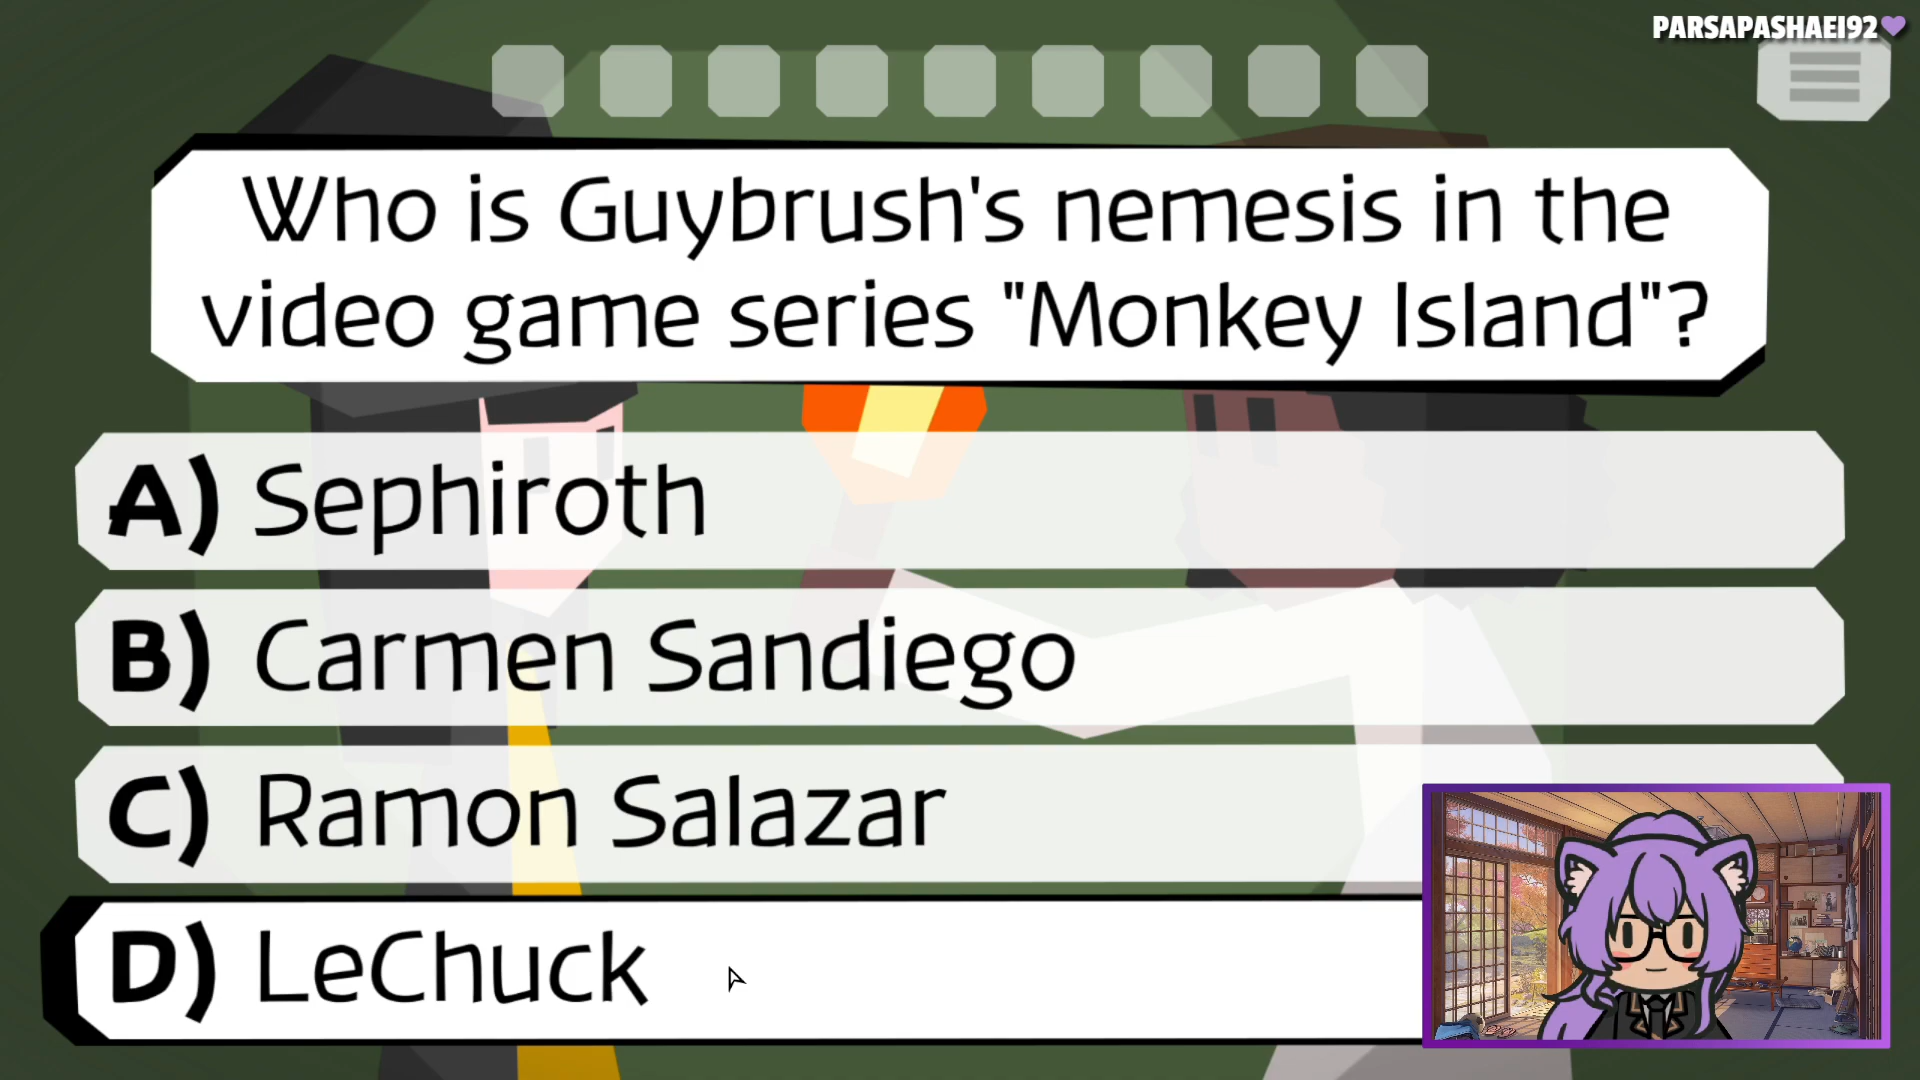 PARSAPASHAEI92
Who is Guybrush's nemesis in the
video game series "Monkey Island"?
A) Sephiroth
B) Carmen Sandiego
C) Ramon Salazar
D) LeChuck